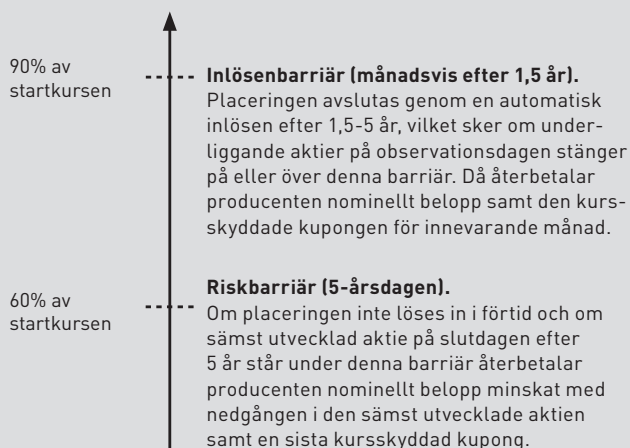 90% av
startkursen
Inlösenbarriär (månadsvis efter 1,5 år).
Placeringen avslutas genom en automatisk
inlösen efter 1,5-5 år, vilket sker om under-
liggande aktier på observationsdagen stänger
på eller över denna barriär. Då återbetalar
producenten nominellt belopp samt den kurs-
skyddade kupongen för innevarande månad.
60% av
startkursen
Riskbarriär (5-årsdagen).
Om placeringen inte löses in i förtid och om
sämst utvecklad aktie på slutdagen efter
5 år står under denna barriär återbetalar
producenten nominellt belopp minskat med
nedgången i den sämst utvecklade aktien
samt en sista kursskyddad kupong.